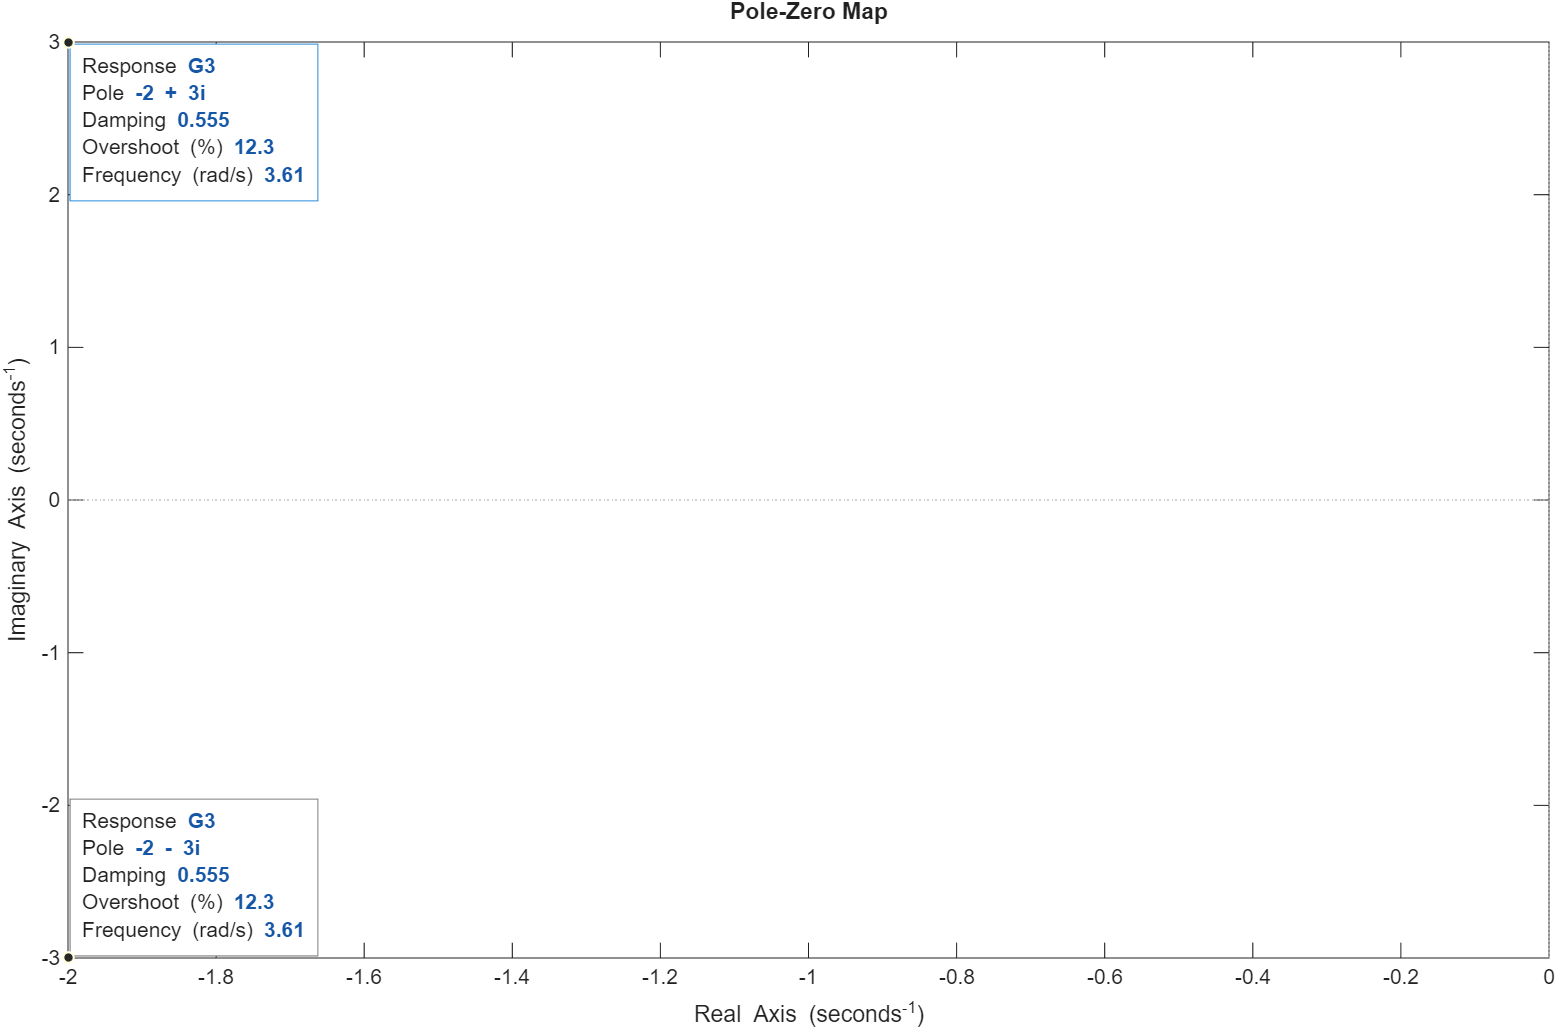 Pole-Zero Map
3
Response G3
Pole -2 + 3i
Damping 0.555
Overshoot (%) 12.3
Frequency (rad/s) 3.61
2
1
0
-1
-2
Response G3
Pole -2 - 3i
Damping 0.555
Overshoot (%) 12.3
Frequency (rad/s) 3.61
-3
Imaginary Axis (seconds-1)
-2 -1.8 -1.6 -1.4 -1.2 -1 -0.8 -0.6 -0.4 -0.2 0
Real Axis (seconds-1)